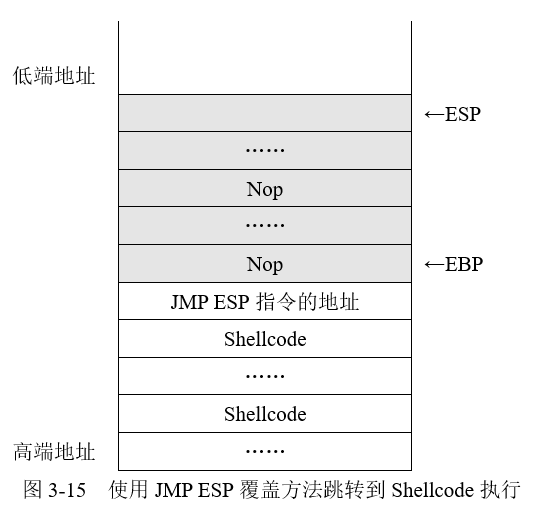 低端地址
←ESP
……
Nop
……
Nop
←EBP
JMP ESP 指令的地址
Shellcode
……
Shellcode
高端地址
……
图 3-15 使用 JMP ESP 覆盖方法跳转到 Shellcode 执行